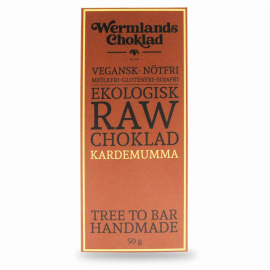 Wermlands
Choklad
VEGANSK-NÖTFRI
MJÖLKFRI-GLUTENFRI-SOJAFRI
EKOLOGISK
RAW
CHOKLAD
KARDEMUMMA
TREE TO BAR
HANDMADE
50 g